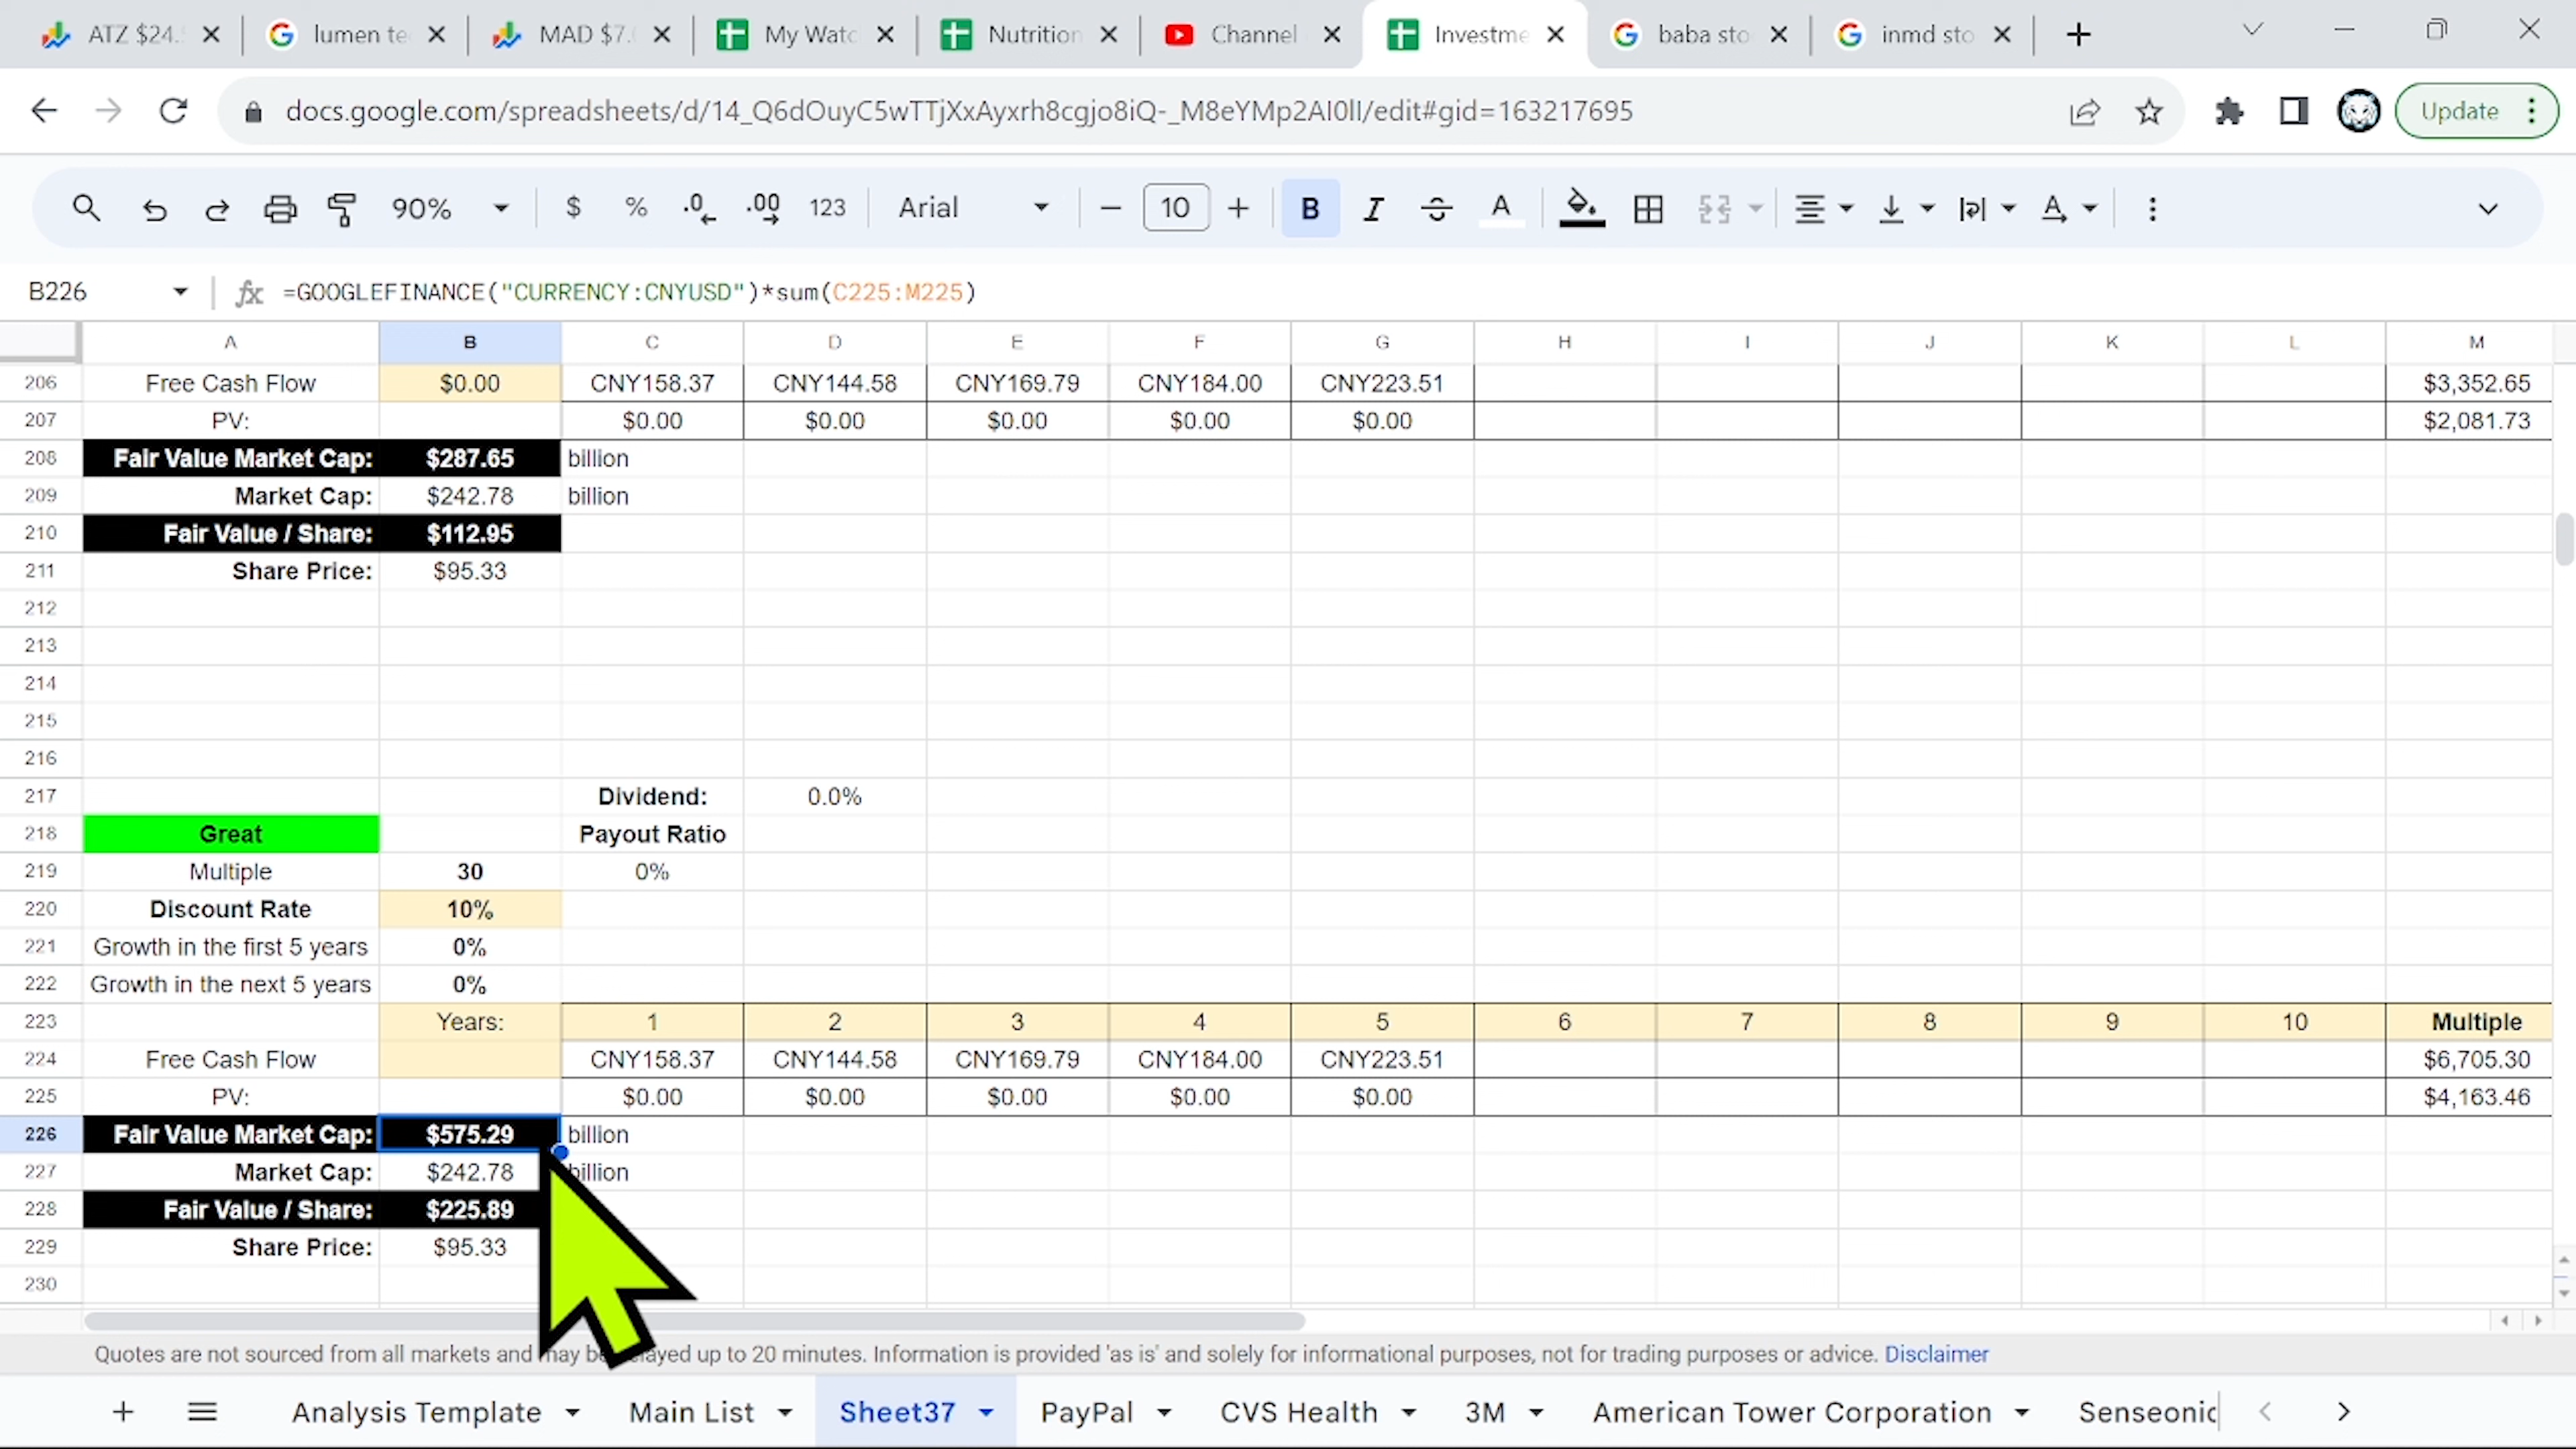 ATZ $24.5 lumen te MAD $7.0 My Watc Nutrition Channel Investme baba sto inmd sto
docs.google.com/spreadsheets/d/14_Q6dOuyC5wTTjXxAyxrh8cgjo8iQ-_M8eYMp2AI0lI/edit#gid=163217695 Update
90% $ % .0 .00 123 Arial 10 B I A
B226 fx =GOOGLEFINANCE("CURRENCY:CNYUSD")*sum(C225:M225)
A B C D E F G H I J K L M
206 Free Cash Flow $0.00 CNY158.37 CNY144.58 CNY169.79 CNY184.00 CNY223.51 $3,352.65
207 PV: $0.00 $0.00 $0.00 $0.00 $0.00 $2,081.73
208 Fair Value Market Cap: $287.65 billion
209 Market Cap: $242.78 billion
210 Fair Value / Share: $112.95
211 Share Price: $95.33
212
213
214
215
216
217 Dividend: 0.0%
218 Great Payout Ratio
219 Multiple 30 0%
220 Discount Rate 10%
221 Growth in the first 5 years 0%
222 Growth in the next 5 years 0%
223 Years: 1 2 3 4 5 6 7 8 9 10 Multiple
224 Free Cash Flow CNY158.37 CNY144.58 CNY169.79 CNY184.00 CNY223.51 $6,705.30
225 PV: $0.00 $0.00 $0.00 $0.00 $0.00 $4,163.46
226 Fair Value Market Cap: $575.29 billion
227 Market Cap: $242.78 billion
228 Fair Value / Share: $225.89
229 Share Price: $95.33
230
Quotes are not sourced from all markets and may be delayed up to 20 minutes. Information is provided 'as is' and solely for informational purposes, not for trading purposes or advice. Disclaimer
Analysis Template Main List Sheet37 PayPal CVS Health 3M American Tower Corporation Senseonic